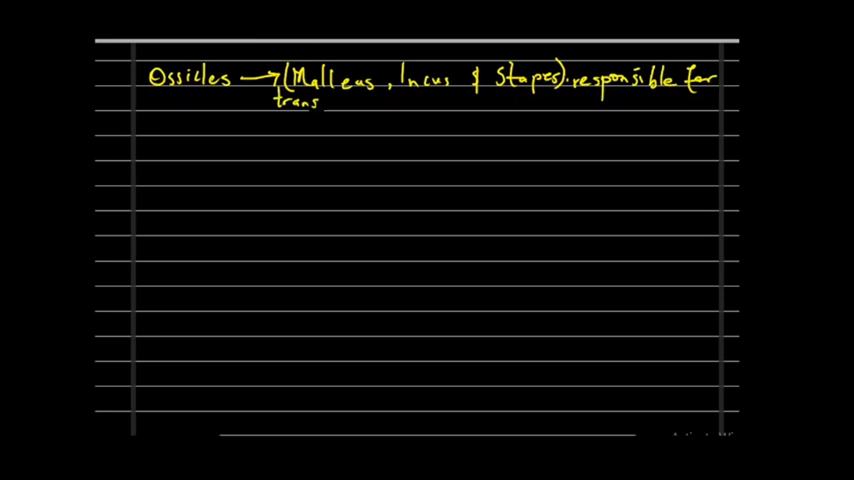 Ossicles → (Malleus, Incus & Stapes). responsible for
trans